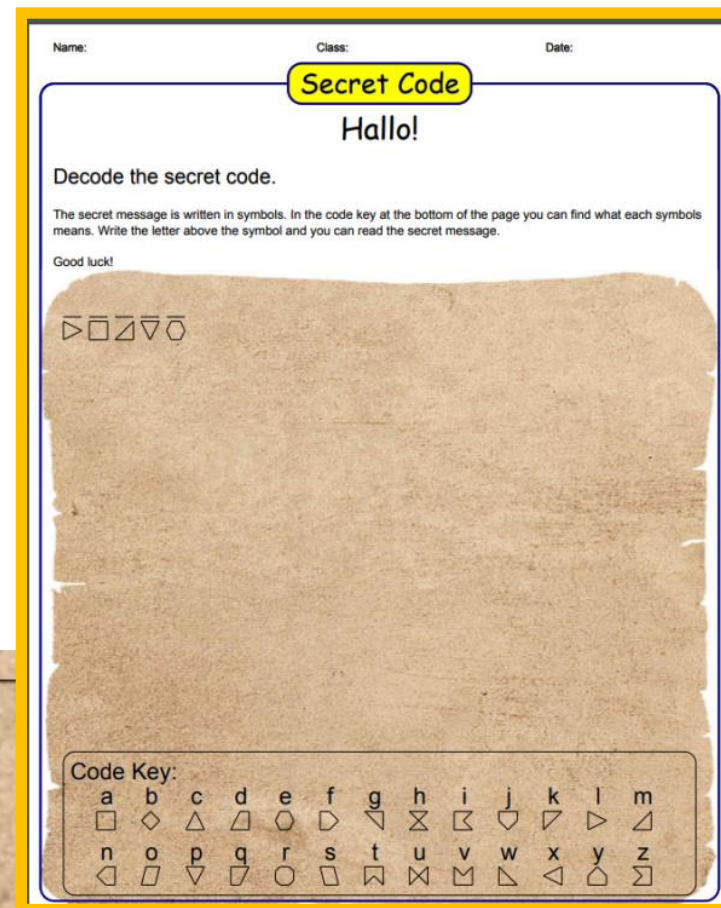 Name: Class: Date:
Secret Code
Hallo!
Decode the secret code.
The secret message is written in symbols. In the code key at the bottom of the page you can find what each symbols
means. Write the letter above the symbol and you can read the secret message.
Good luck!
Code Key:
a b c d e f g h i j k l m
n o p q r s t u v w x y z